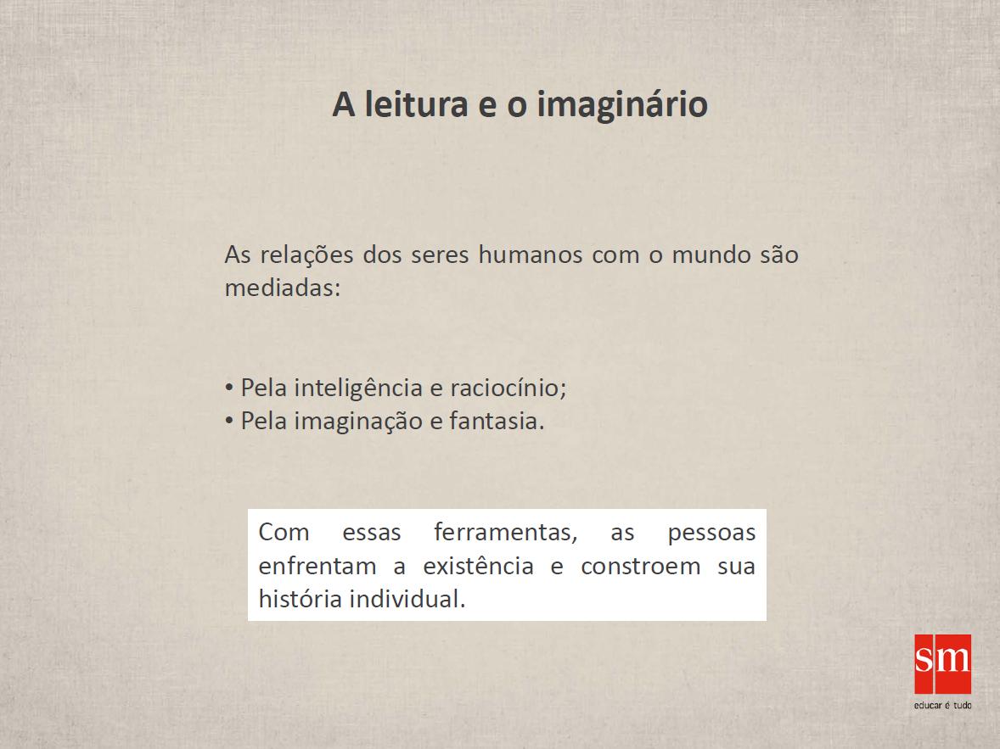 A leitura e o imaginário
As relações dos seres humanos com o mundo são
mediadas:
• Pela inteligência e raciocínio;
• Pela imaginação e fantasia.
Com essas ferramentas, as pessoas
enfrentam a existência e constroem sua
história individual.
sm
educar é tudo